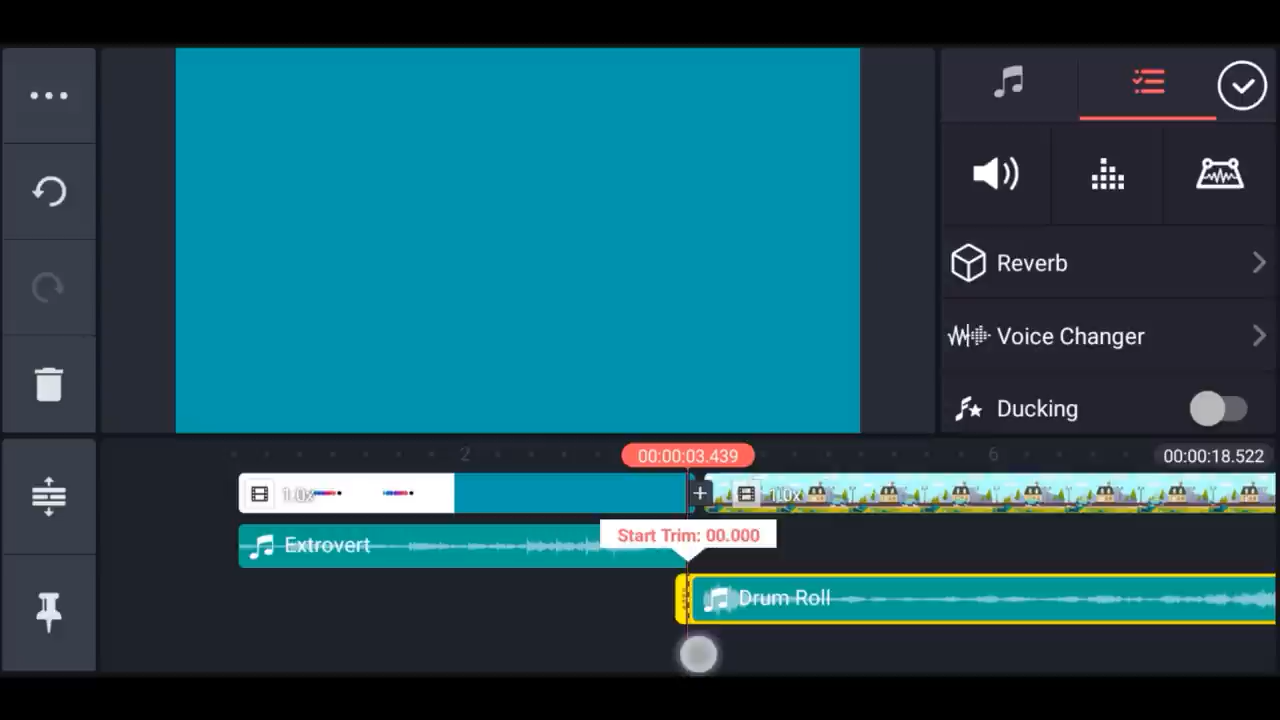 Reverb
Voice Changer
Ducking
2
00:00:03.439
6
00:00:18.522
1.0x
1.0x
Start Trim: 00.000
Extrovert
Drum Roll